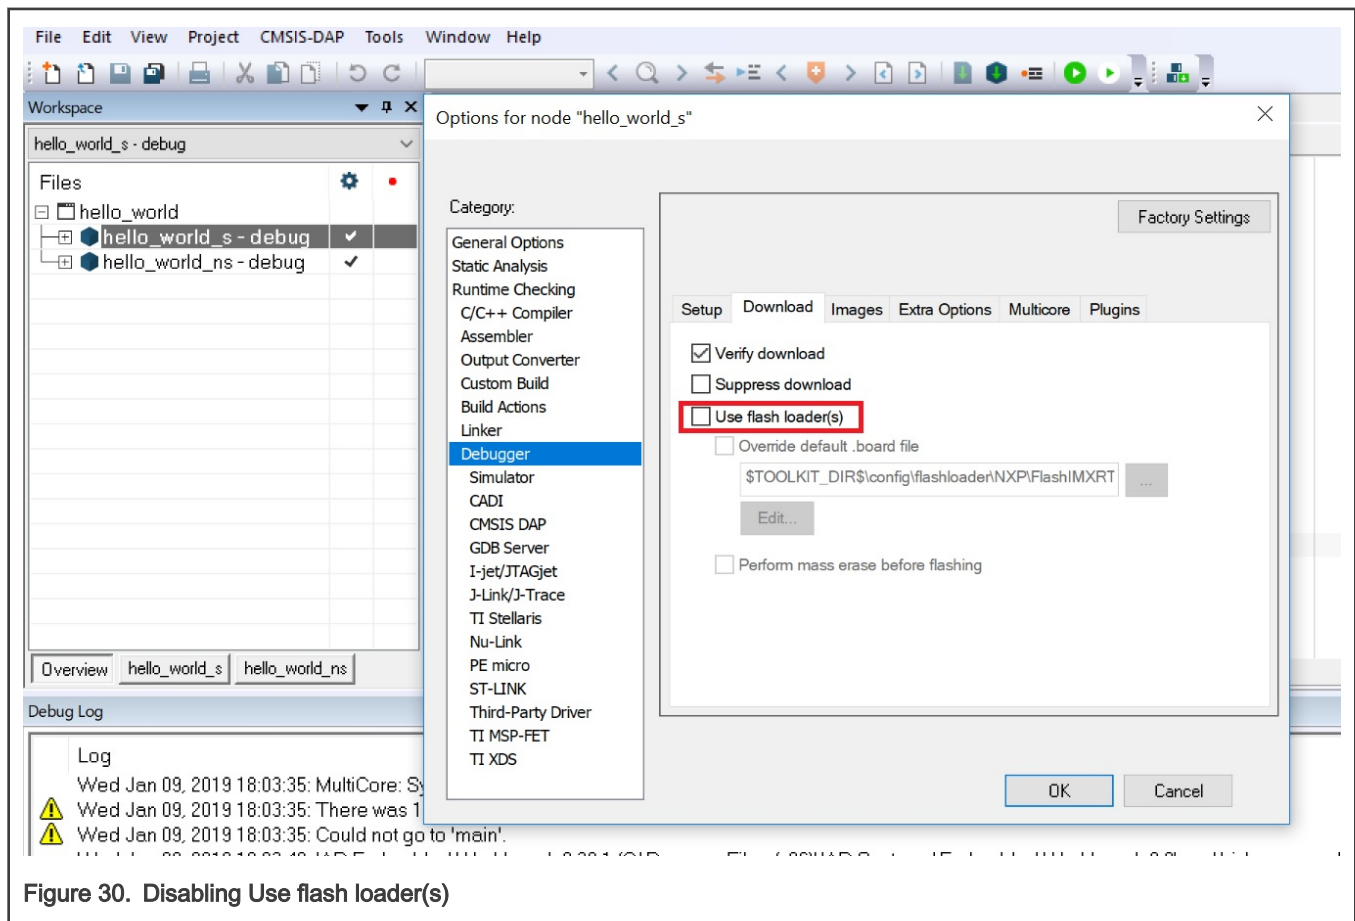 File Edit View Project CMSIS-DAP Tools Window Help
Workspace
hello_world_s - debug
Files
hello_world
hello_world_s - debug
hello_world_ns - debug
Overview hello_world_s hello_world_ns
Options for node "hello_world_s"
Category:
General Options
Static Analysis
Runtime Checking
C/C++ Compiler
Assembler
Output Converter
Custom Build
Build Actions
Linker
Debugger
Simulator
CADI
CMSIS DAP
GDB Server
I-jet/JTAGjet
J-Link/J-Trace
TI Stellaris
Nu-Link
PE micro
ST-LINK
Third-Party Driver
TI MSP-FET
TI XDS
Factory Settings
Setup Download Images Extra Options Multicore Plugins
Verify download
Suppress download
Use flash loader(s)
Override default .board file
$TOOLKIT_DIR$\config\flashloader\NXP\FlashIMXRT
...
Edit...
Perform mass erase before flashing
OK Cancel
Debug Log
Log
Wed Jan 09, 2019 18:03:35: MultiCore: Sy
Wed Jan 09, 2019 18:03:35: There was 1
Wed Jan 09, 2019 18:03:35: Could not go to 'main'.
Figure 30. Disabling Use flash loader(s)